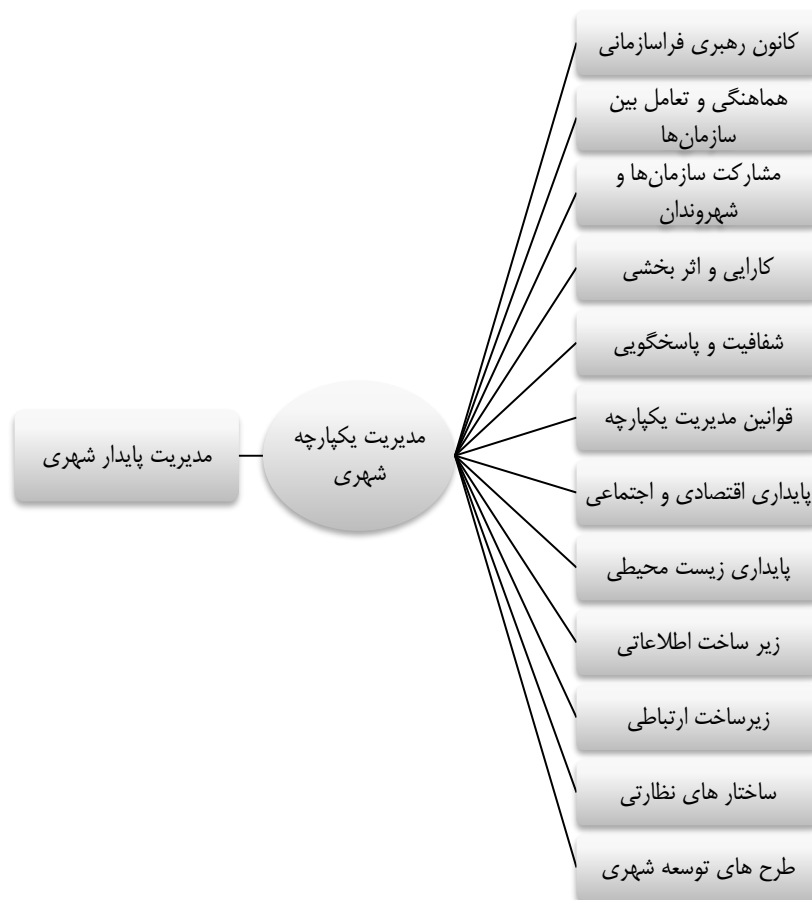 کانون رهبری فراسازمانی
هماهنگی و تعامل بین
سازمان‌ها
مشارکت سازمان‌ها و
شهروندان
کارایی و اثر بخشی
شفافیت و پاسخگویی
قوانین مدیریت یکپارچه
پایداری اقتصادی و اجتماعی
پایداری زیست محیطی
زیر ساخت اطلاعاتی
زیرساخت ارتباطی
ساختار های نظارتی
طرح های توسعه شهری
مدیریت یکپارچه
شهری
مدیریت پایدار شهری